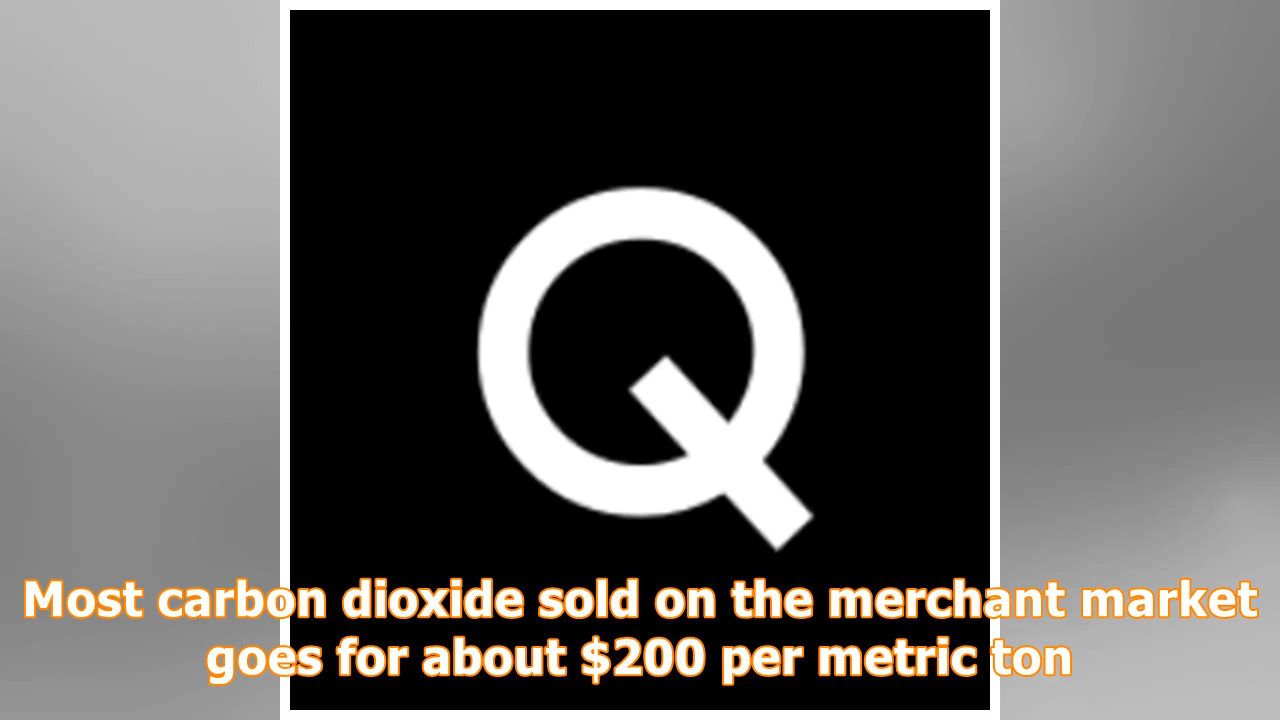 Q
Most carbon dioxide sold on the merchant market
goes for about $200 per metric ton